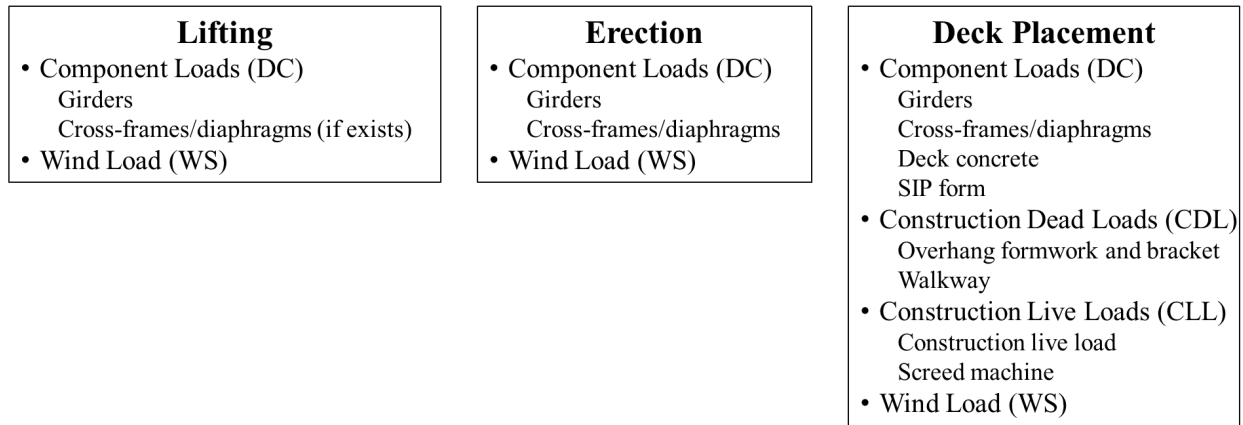 Lifting
• Component Loads (DC)
Girders
Cross-frames/diaphragms (if exists)
• Wind Load (WS)
Erection
• Component Loads (DC)
Girders
Cross-frames/diaphragms
• Wind Load (WS)
Deck Placement
• Component Loads (DC)
Girders
Cross-frames/diaphragms
Deck concrete
SIP form
• Construction Dead Loads (CDL)
Overhang formwork and bracket
Walkway
• Construction Live Loads (CLL)
Construction live load
Screed machine
• Wind Load (WS)